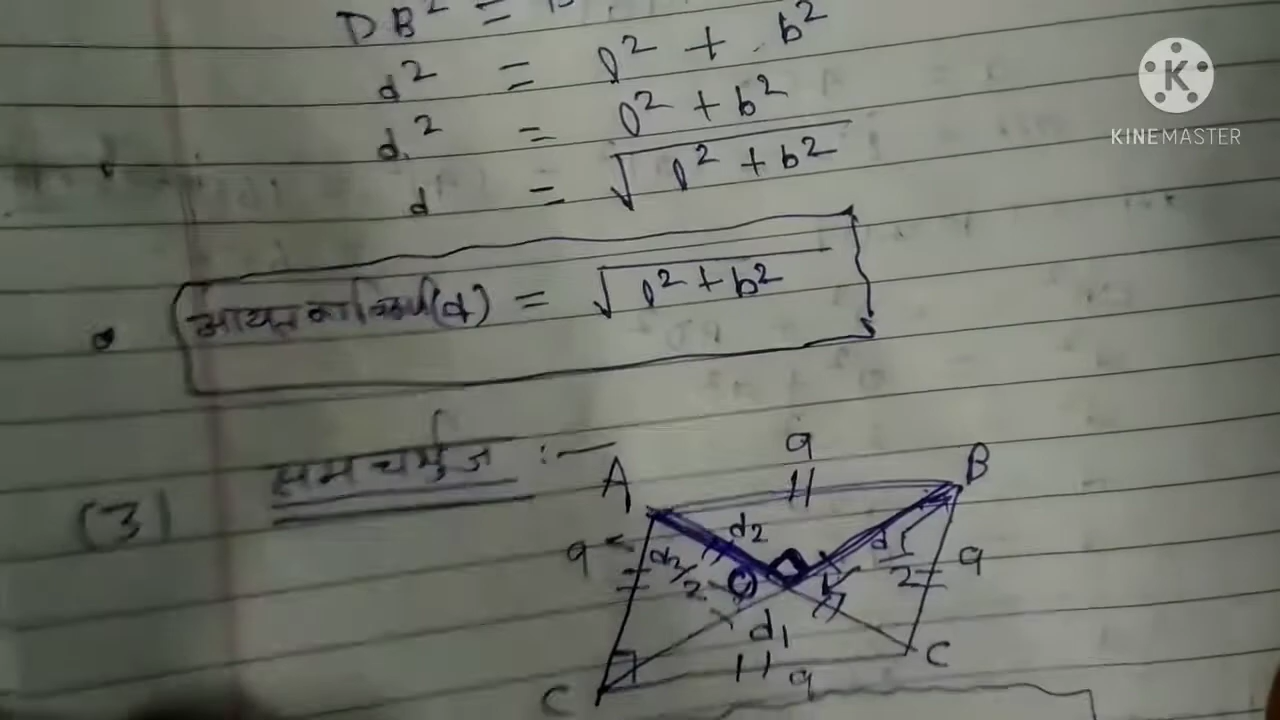 DB² =
d² = l² + b²
d² = l² + b²
d = √l² + b²
आयत का विकर्ण (d) = √l² + b²
(3) समचर्भुज :-
A
a
B
a
d₂
d₂/2
O
d₁/2
a
d₁
C
a
C
K
KINEMASTER